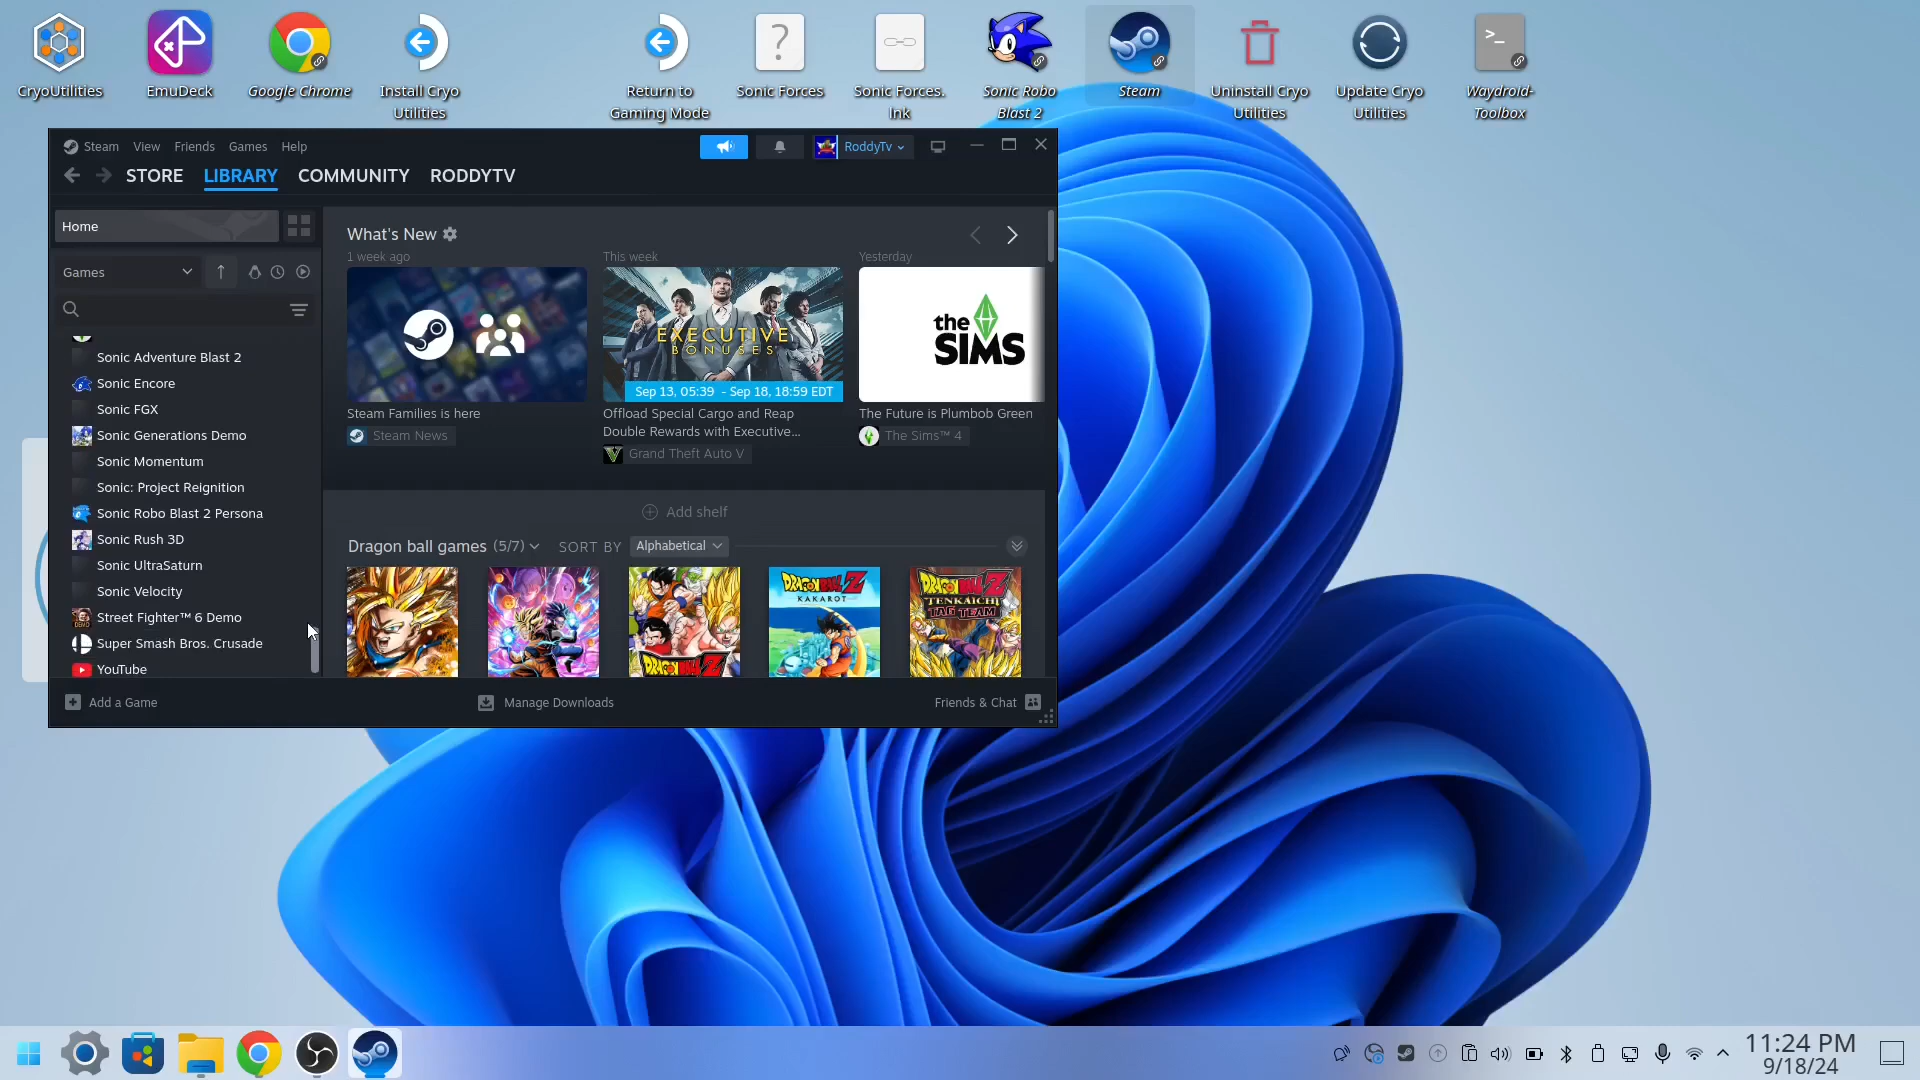 CryoUtilities
EmuDeck
Google Chrome
Install Cryo
Utilities
Return to
Gaming Mode
Sonic Forces
Sonic Forces.
lnk
Sonic Robo
Blast 2
Steam
Uninstall Cryo
Utilities
Update Cryo
Utilities
Waydroid-
Toolbox
Steam View Friends Games Help
RoddyTv
STORE LIBRARY COMMUNITY RODDYTV
Home
Games
Sonic Adventure Blast 2
Sonic Encore
Sonic FGX
Sonic Generations Demo
Sonic Momentum
Sonic: Project Reignition
Sonic Robo Blast 2 Persona
Sonic Rush 3D
Sonic UltraSaturn
Sonic Velocity
Street Fighter™ 6 Demo
Super Smash Bros. Crusade
YouTube
What's New
1 week ago
Steam Families is here
Steam News
This week
EXECUTIVE
BONUSES
Sep 13, 05:39 - Sep 18, 18:59 EDT
Offload Special Cargo and Reap
Double Rewards with Executive...
Grand Theft Auto V
Yesterday
the
SIMS
The Future is Plumbob Green
The Sims™ 4
Add shelf
Dragon ball games (5/7) SORT BY Alphabetical
DRAGON BALL Z
DRAGON BALL Z
KAKAROT
DRAGON BALL Z
TENKAICHI
TAG TEAM
Add a Game
Manage Downloads
Friends & Chat
11:24 PM
9/18/24